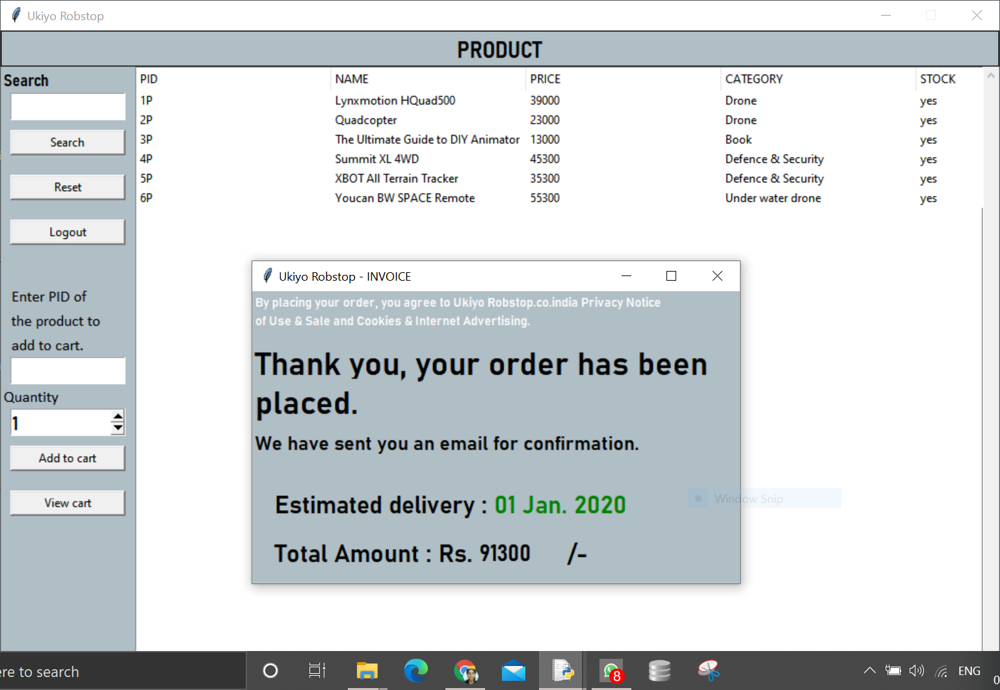 Ukiyo Robstop
PRODUCT
Search
Search
Reset
Logout
Enter PID of
the product to
add to cart.
Quantity
1
Add to cart
View cart
PID NAME PRICE CATEGORY STOCK
1P Lynxmotion HQuad500 39000 Drone yes
2P Quadcopter 23000 Drone yes
3P The Ultimate Guide to DIY Animator 13000 Book yes
4P Summit XL 4WD 45300 Defence & Security yes
5P XBOT All Terrain Tracker 35300 Defence & Security yes
6P Youcan BW SPACE Remote 55300 Under water drone yes
Ukiyo Robstop - INVOICE
By placing your order, you agree to Ukiyo Robstop.co.india Privacy Notice
of Use & Sale and Cookies & Internet Advertising.
Thank you, your order has been
placed.
We have sent you an email for confirmation.
Estimated delivery : 01 Jan. 2020
Total Amount : Rs. 91300 /-
Window Snip
ere to search
8
ENG
0